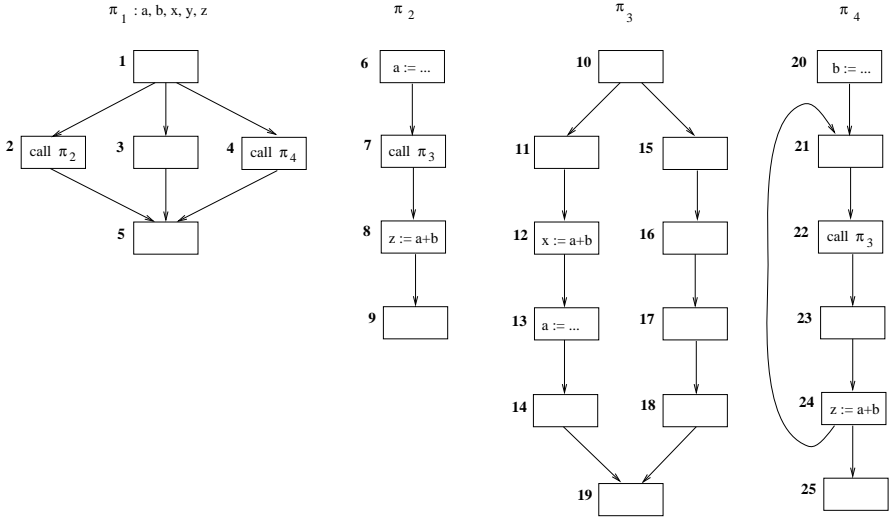 π1 : a, b, x, y, z
π2
π3
π4
1
2 call π2
3
4 call π4
5
6 a := ...
7 call π3
8 z := a+b
9
10
11
12 x := a+b
13 a := ...
14
15
16
17
18
19
20 b := ...
21
22 call π3
23
24 z := a+b
25